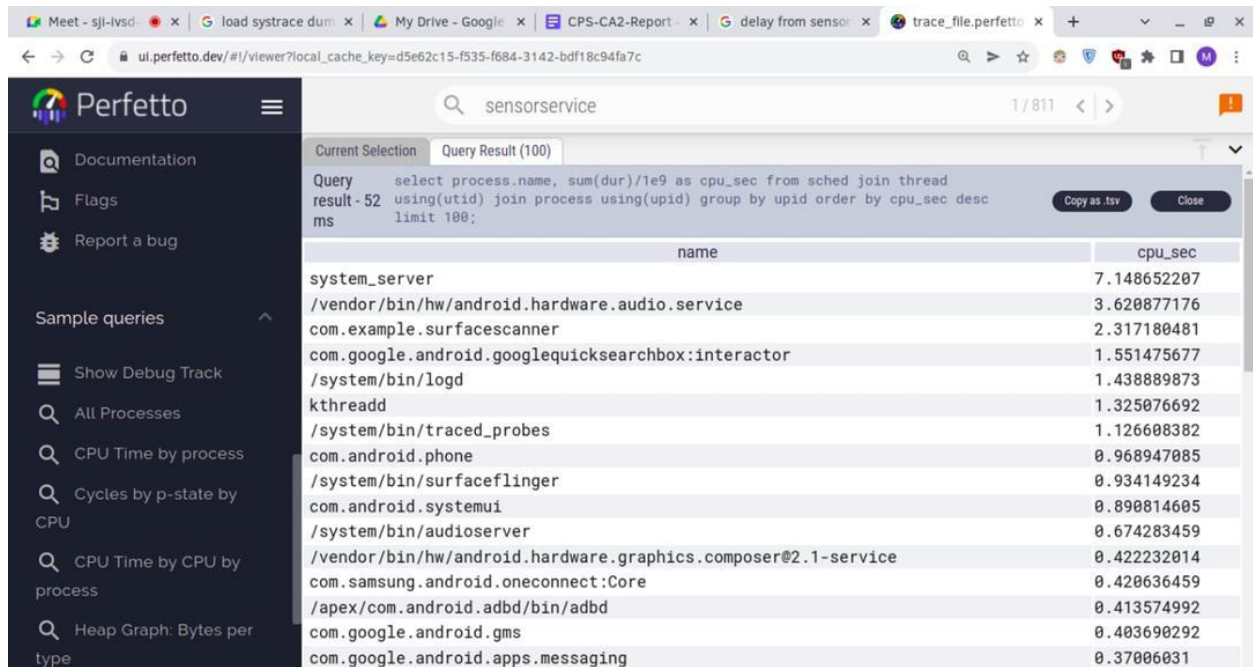 Meet - sji-ivsd-
load systrace dum
My Drive - Google
CPS-CA2-Report -
delay from sensor
trace_file.perfetto
ui.perfetto.dev/#!/viewer?local_cache_key=d5e62c15-f535-f684-3142-bdf18c94fa7c
M
Perfetto
sensorservice
1 / 811
Documentation
Flags
Report a bug
Sample queries
Show Debug Track
All Processes
CPU Time by process
Cycles by p-state by
CPU
CPU Time by CPU by
process
Heap Graph: Bytes per
type
Current Selection
Query Result (100)
Query
result - 52
ms
select process.name, sum(dur)/1e9 as cpu_sec from sched join thread
using(utid) join process using(upid) group by upid order by cpu_sec desc
limit 100;
Copy as .tsv
Close
name cpu_sec
system_server 7.148652207
/vendor/bin/hw/android.hardware.audio.service 3.620877176
com.example.surfacescanner 2.317180481
com.google.android.googlequicksearchbox:interactor 1.551475677
/system/bin/logd 1.438889873
kthreadd 1.325076692
/system/bin/traced_probes 1.126608382
com.android.phone 0.968947085
/system/bin/surfaceflinger 0.934149234
com.android.systemui 0.890814605
/system/bin/audioserver 0.674283459
/vendor/bin/hw/android.hardware.graphics.composer@2.1-service 0.422232014
com.samsung.android.oneconnect:Core 0.420636459
/apex/com.android.adbd/bin/adbd 0.413574992
com.google.android.gms 0.403690292
com.google.android.apps.messaging 0.37006031